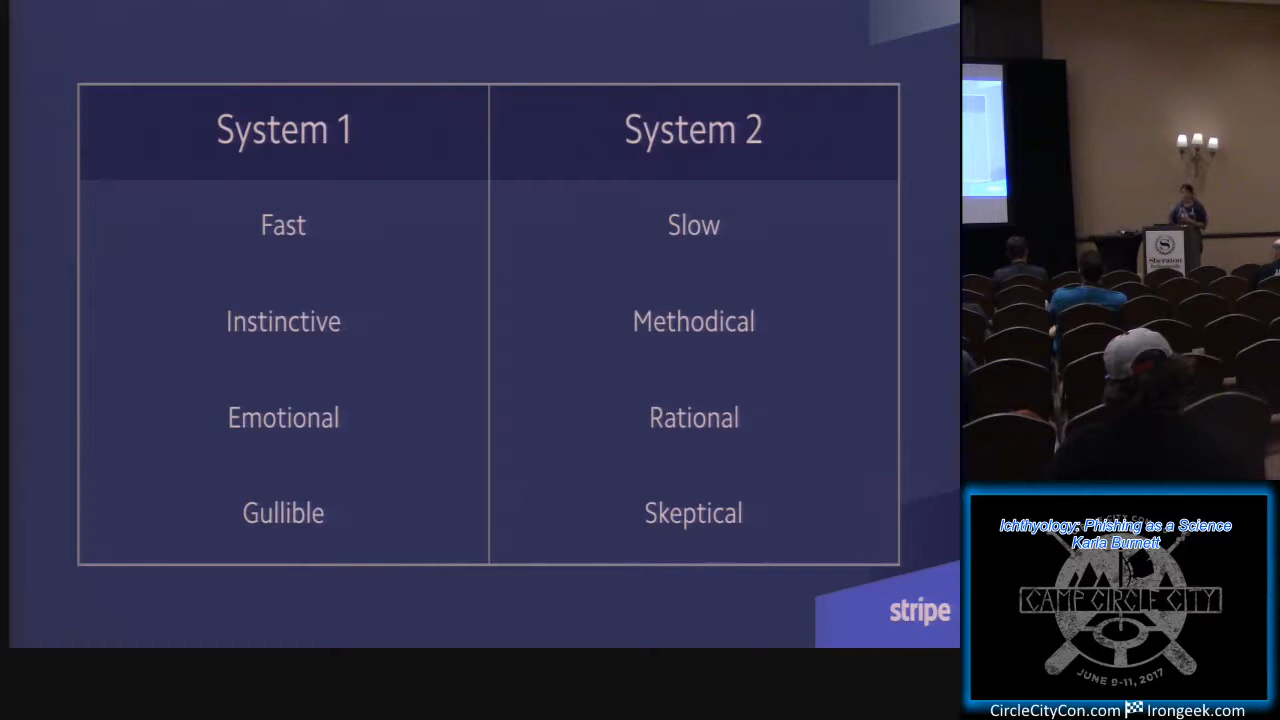 System 1
System 2
Fast
Slow
Instinctive
Methodical
Emotional
Rational
Gullible
Skeptical
stripe
Sheraton
Ichthyology: Phishing as a Science
Karla Burnett
CAMP CIRCLE CITY
JUNE 9-11, 2017
CircleCityCon.com
Irongeek.com